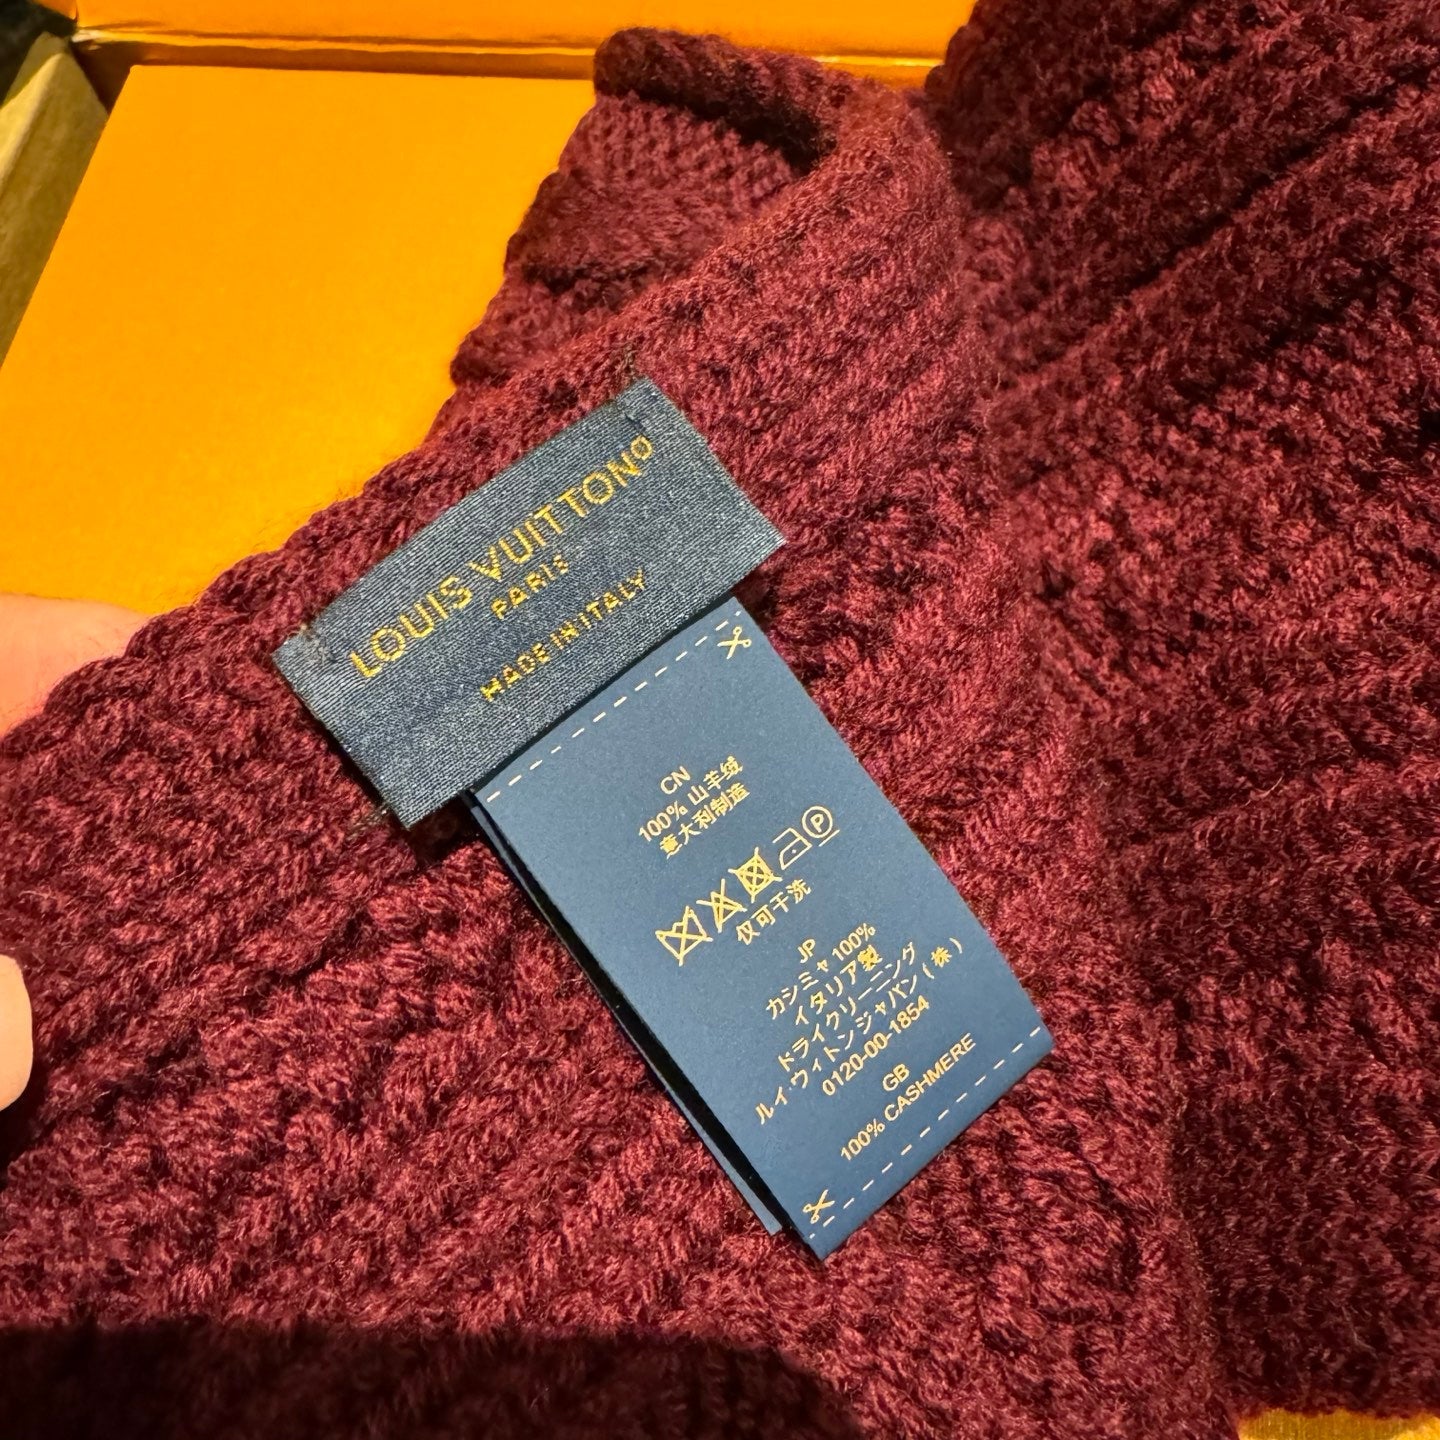 LOUIS VUITTON®
PARIS
MADE IN ITALY
CN
100% 山羊绒
意大利制造
仅可干洗
JP
カシミヤ 100%
イタリア製
ドライクリーニング
ルイ・ヴィトン ジャパン（株）
0120-00-1854
GB
100% CASHMERE